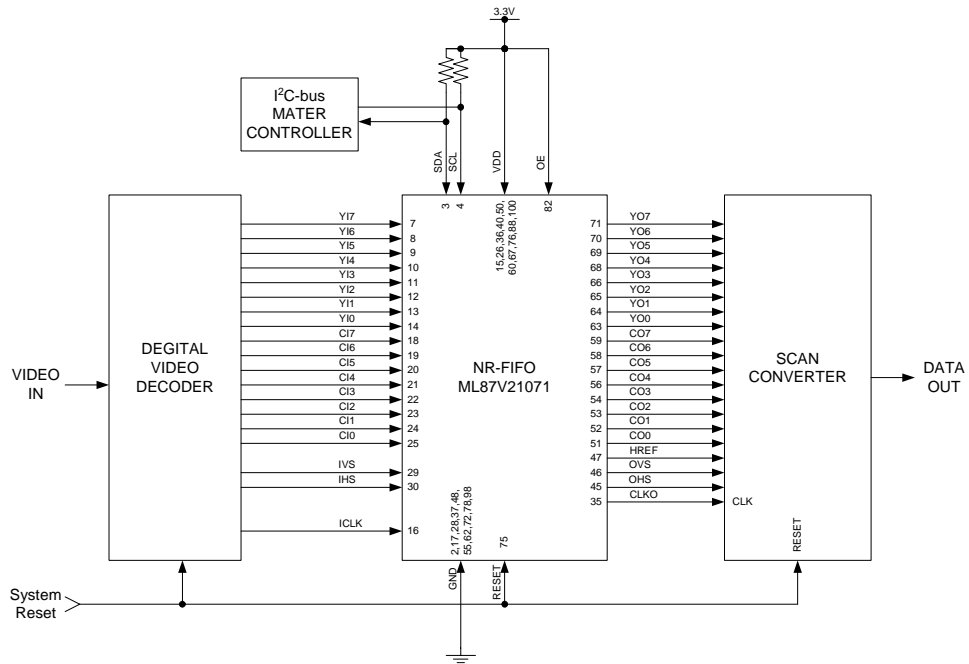 3.3V
I2C-bus
MATER
CONTROLLER
SDA
SCL
VDD
OE
3
4
15,26,36,40,50,
60,67,76,88,100
82
YI7
7
71
YO7
YI6
8
70
YO6
YI5
9
69
YO5
YI4
10
68
YO4
YI3
11
66
YO3
YI2
12
65
YO2
YI1
13
64
YO1
YI0
14
63
YO0
CI7
18
59
CO7
CI6
19
58
CO6
CI5
20
57
CO5
CI4
21
56
CO4
CI3
22
54
CO3
CI2
23
53
CO2
CI1
24
52
CO1
CI0
25
51
CO0
47
HREF
IVS
29
46
OVS
IHS
30
45
OHS
35
CLKO
CLK
ICLK
16
VIDEO
IN
DEGITAL
VIDEO
DECODER
NR-FIFO
ML87V21071
SCAN
CONVERTER
DATA
OUT
2,17,28,37,48,
55,62,72,78,98
75
GND
RESET
RESET
System
Reset